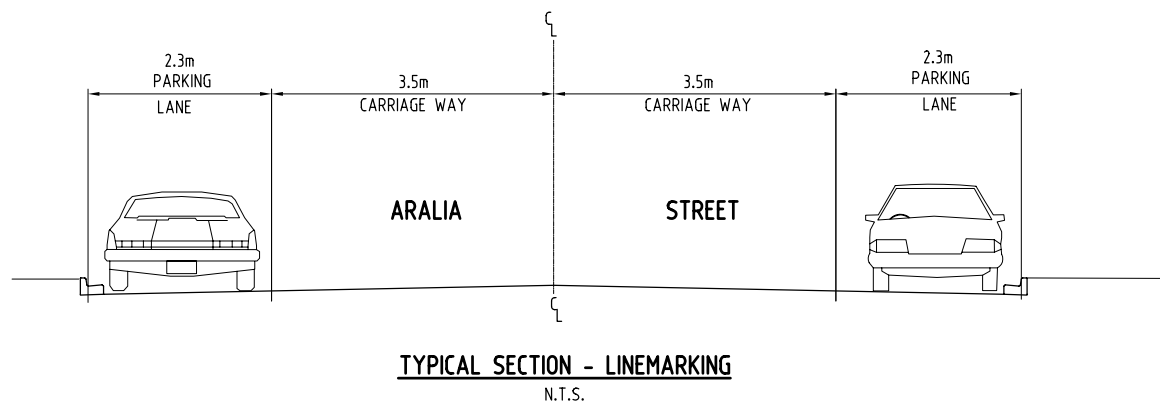 C
L
2.3m
PARKING
LANE
3.5m
CARRIAGE WAY
3.5m
CARRIAGE WAY
2.3m
PARKING
LANE
ARALIA STREET
C
L
TYPICAL SECTION - LINEMARKING
N.T.S.